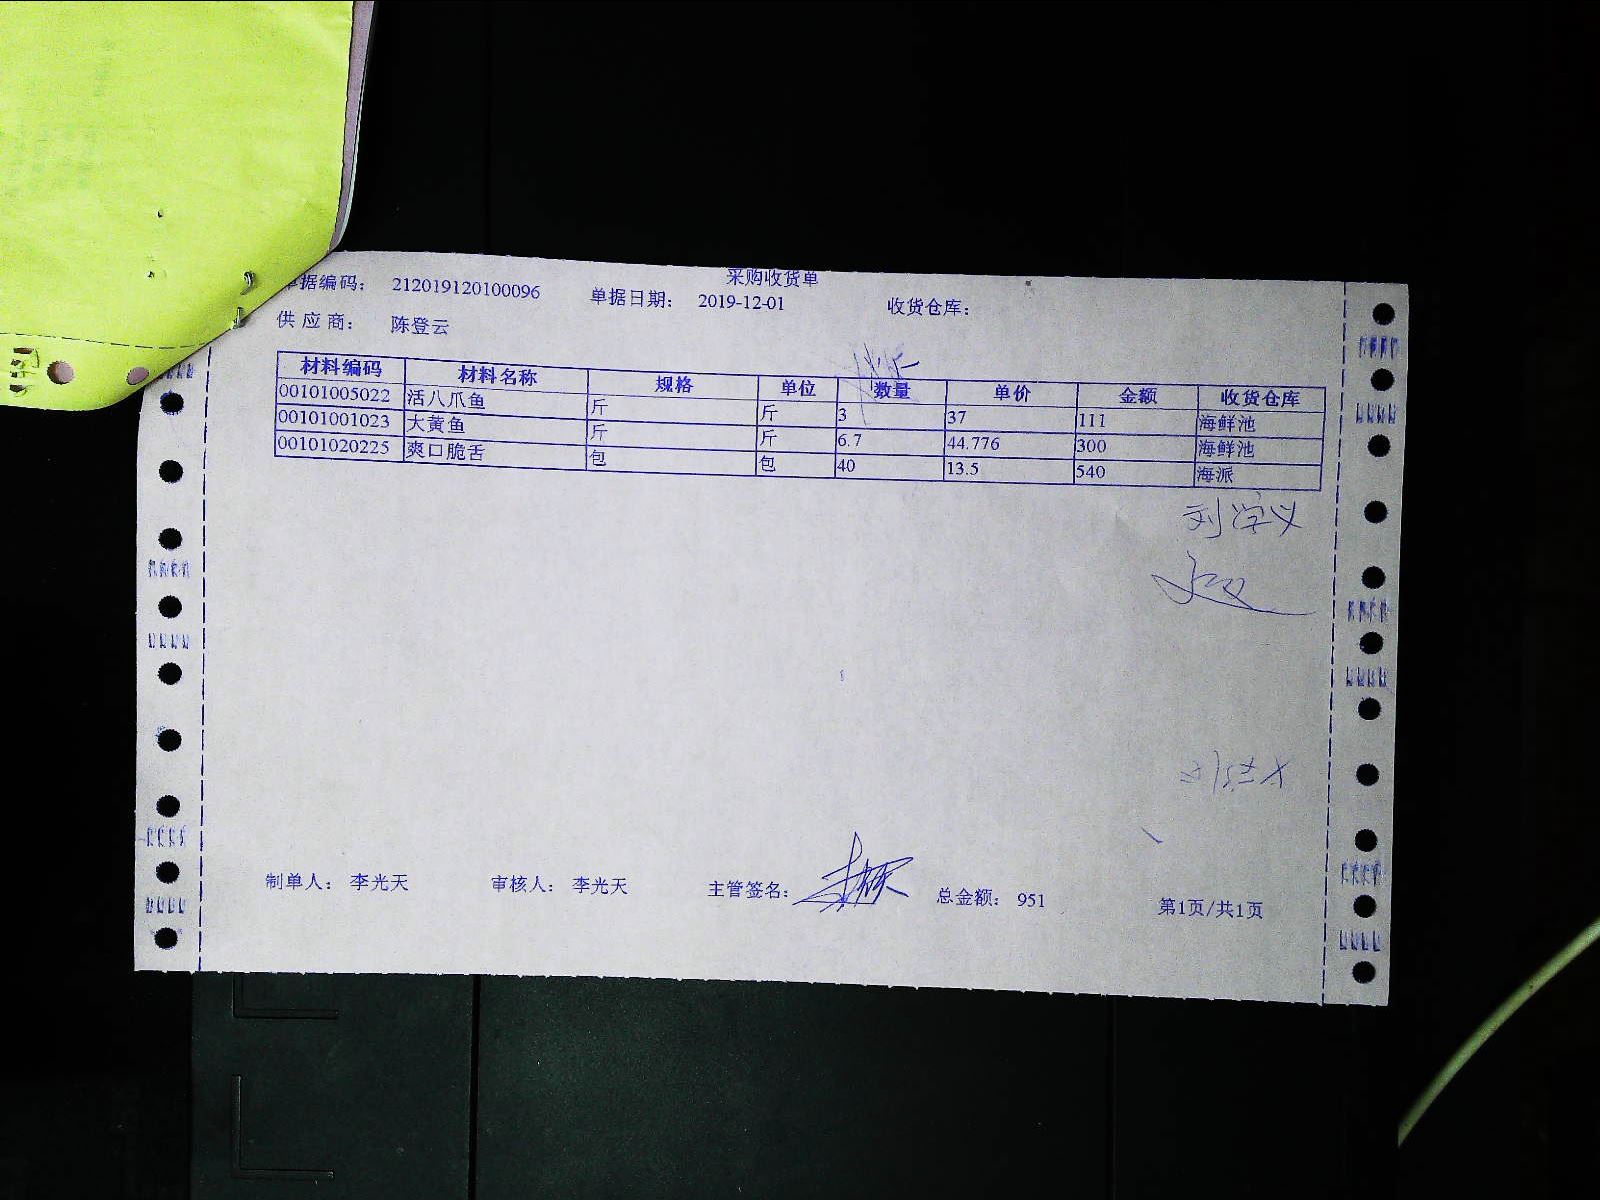 采购收货单
单据编码： 212019120100096 单据日期： 2019-12-01 收货仓库：
供应商： 陈登云
材料编码 材料名称 规格 单位 数量 单价 金额 收货仓库
00101005022 活八爪鱼 斤 斤 3 37 111 海鲜池
00101001023 大黄鱼 斤 斤 6.7 44.776 300 海鲜池
00101020225 爽口脆舌 包 包 40 13.5 540 海派
制单人： 李光天 审核人： 李光天 主管签名： 总金额： 951 第1页/共1页